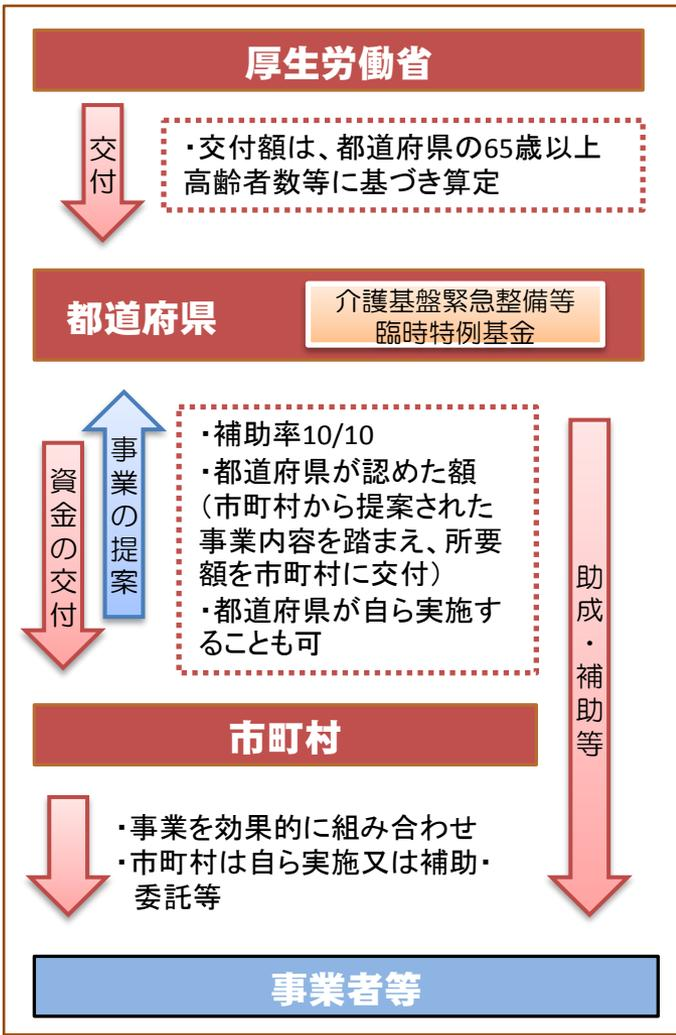 厚生労働省
交付
・交付額は、都道府県の65歳以上
高齢者数等に基づき算定
都道府県
介護基盤緊急整備等
臨時特例基金
資金の交付
事業の提案
・補助率10/10
・都道府県が認めた額
（市町村から提案された
事業内容を踏まえ、所要
額を市町村に交付）
・都道府県が自ら実施す
ることも可
助成・補助等
市町村
・事業を効果的に組み合わせ
・市町村は自ら実施又は補助・
委託等
事業者等